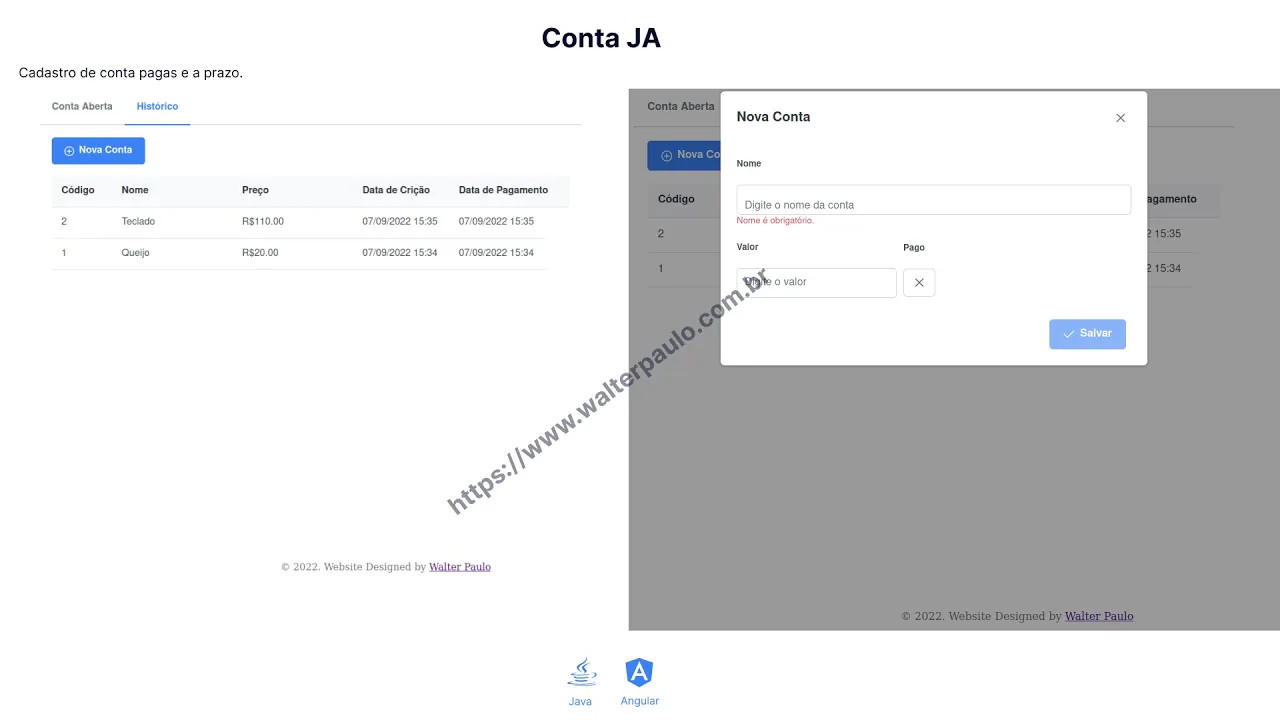 Conta JA
Cadastro de conta pagas e a prazo.
Conta Aberta Histórico
Nova Conta
Código Nome Preço Data de Crição Data de Pagamento
2 Teclado R$110.00 07/09/2022 15:35 07/09/2022 15:35
1 Queijo R$20.00 07/09/2022 15:34 07/09/2022 15:34
© 2022. Website Designed by Walter Paulo
Conta Aberta
Nova Co
Código agamento
2 2 15:35
1 2 15:34
Nova Conta
Nome
Digite o nome da conta
Nome é obrigatório.
Valor Pago
Digite o valor
Salvar
© 2022. Website Designed by Walter Paulo
https://www.walterpaulo.com.br
Java Angular